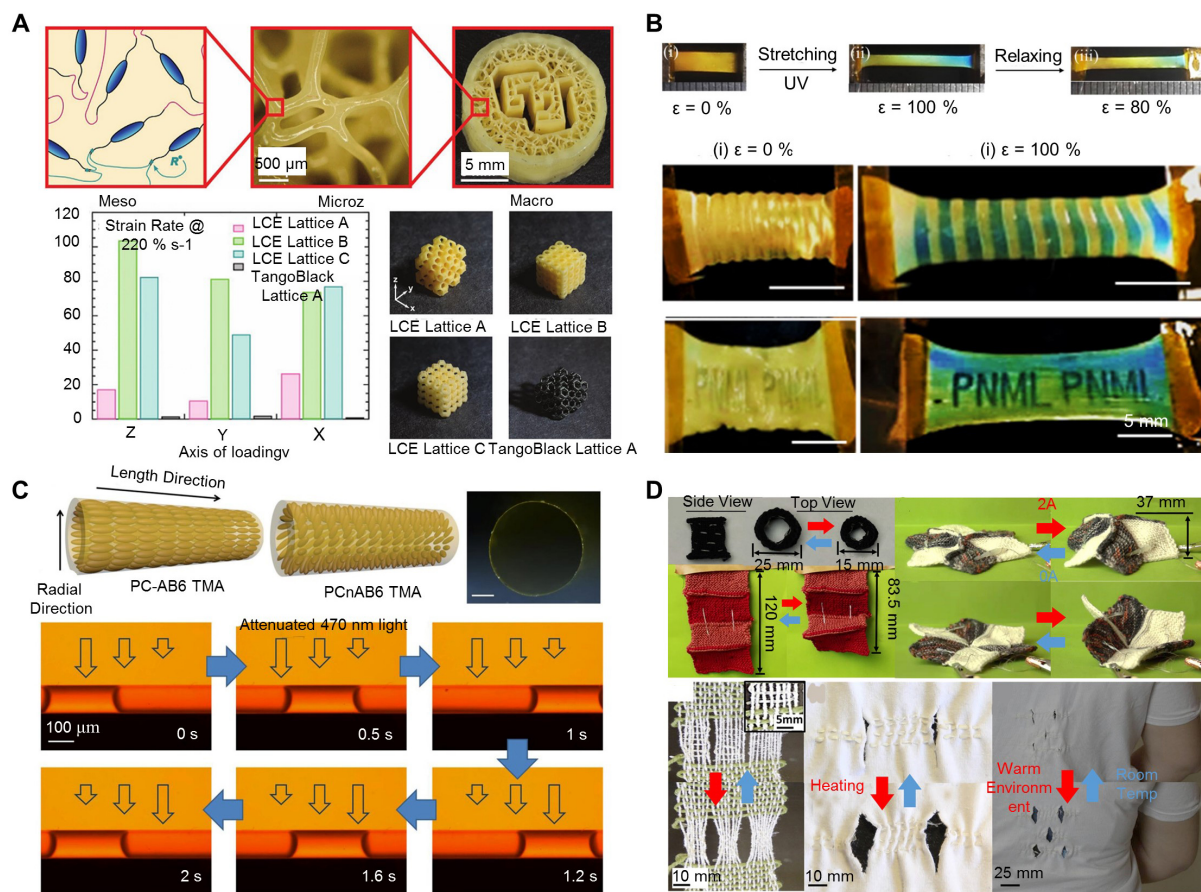 A
R*
500 µm
5 mm
Meso
Microz
Macro
120
100
80
60
40
20
0
Strain Rate @
220 % s-1
LCE Lattice A
LCE Lattice B
LCE Lattice C
TangoBlack
Lattice A
Z
Y
X
Axis of loadingv
z
y
x
LCE Lattice A
LCE Lattice B
LCE Lattice C
TangoBlack Lattice A
B
(i)
Stretching
UV
(ii)
Relaxing
(iii)
ε = 0 %
ε = 100 %
ε = 80 %
(i) ε = 0 %
(i) ε = 100 %
PNML PNML
PNML PNML
5 mm
C
Length Direction
Radial
Direction
PC-AB6 TMA
PCnAB6 TMA
Attenuated 470 nm light
100 µm
0 s
0.5 s
1 s
2 s
1.6 s
1.2 s
D
Side View
Top View
25 mm
15 mm
2A
0A
37 mm
120 mm
83.5 mm
5mm
10 mm
Heating
10 mm
Warm
Environm
ent
Room
Temp
25 mm